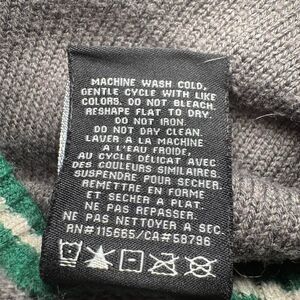 MACHINE WASH COLD,
GENTLE CYCLE WITH LIKE
COLORS. DO NOT BLEACH.
RESHAPE FLAT TO DRY.
DO NOT IRON.
DO NOT DRY CLEAN.
LAVER A LA MACHINE
A L'EAU FROIDE,
AU CYCLE DÉLICAT AVEC
DES COULEURS SIMILAIRES.
SUSPENDRE POUR SÉCHER.
REMETTRE EN FORME
ET SECHER A PLAT.
NE PAS REPASSER.
NE PAS NETTOYER A SEC.
RN#115665/CA#58796